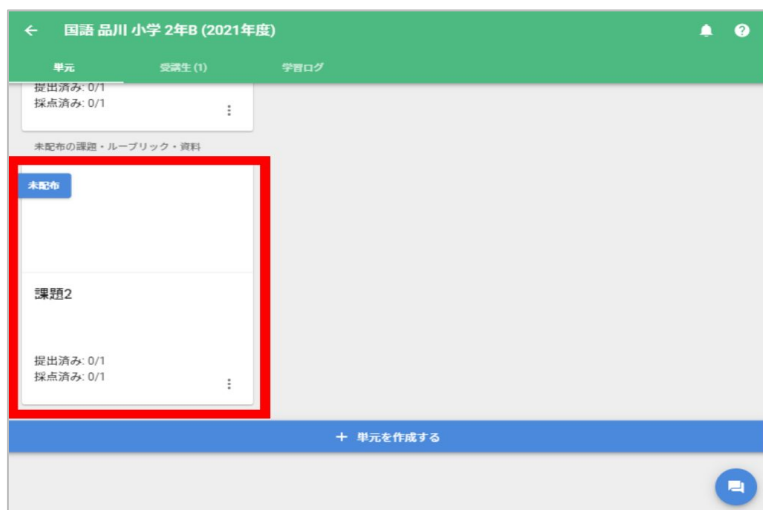 国語 品川 小学 2年B (2021年度)
単元
受講生(1)
学習ログ
提出済み: 0/1
採点済み: 0/1
未配布の課題・ルーブリック・資料
未配布
課題2
提出済み: 0/1
採点済み: 0/1
+ 単元を作成する